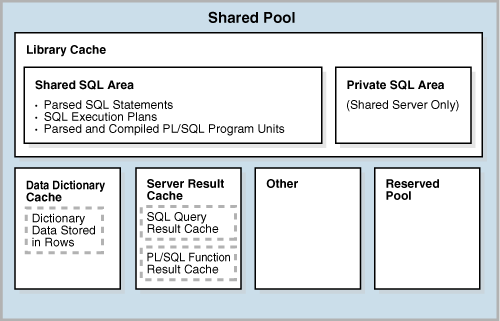 Shared Pool
Library Cache
Shared SQL Area
· Parsed SQL Statements
· SQL Execution Plans
· Parsed and Compiled PL/SQL Program Units
Private SQL Area
(Shared Server Only)
Data Dictionary
Cache
Dictionary
Data Stored
in Rows
Server Result
Cache
SQL Query
Result Cache
PL/SQL Function
Result Cache
Other
Reserved
Pool